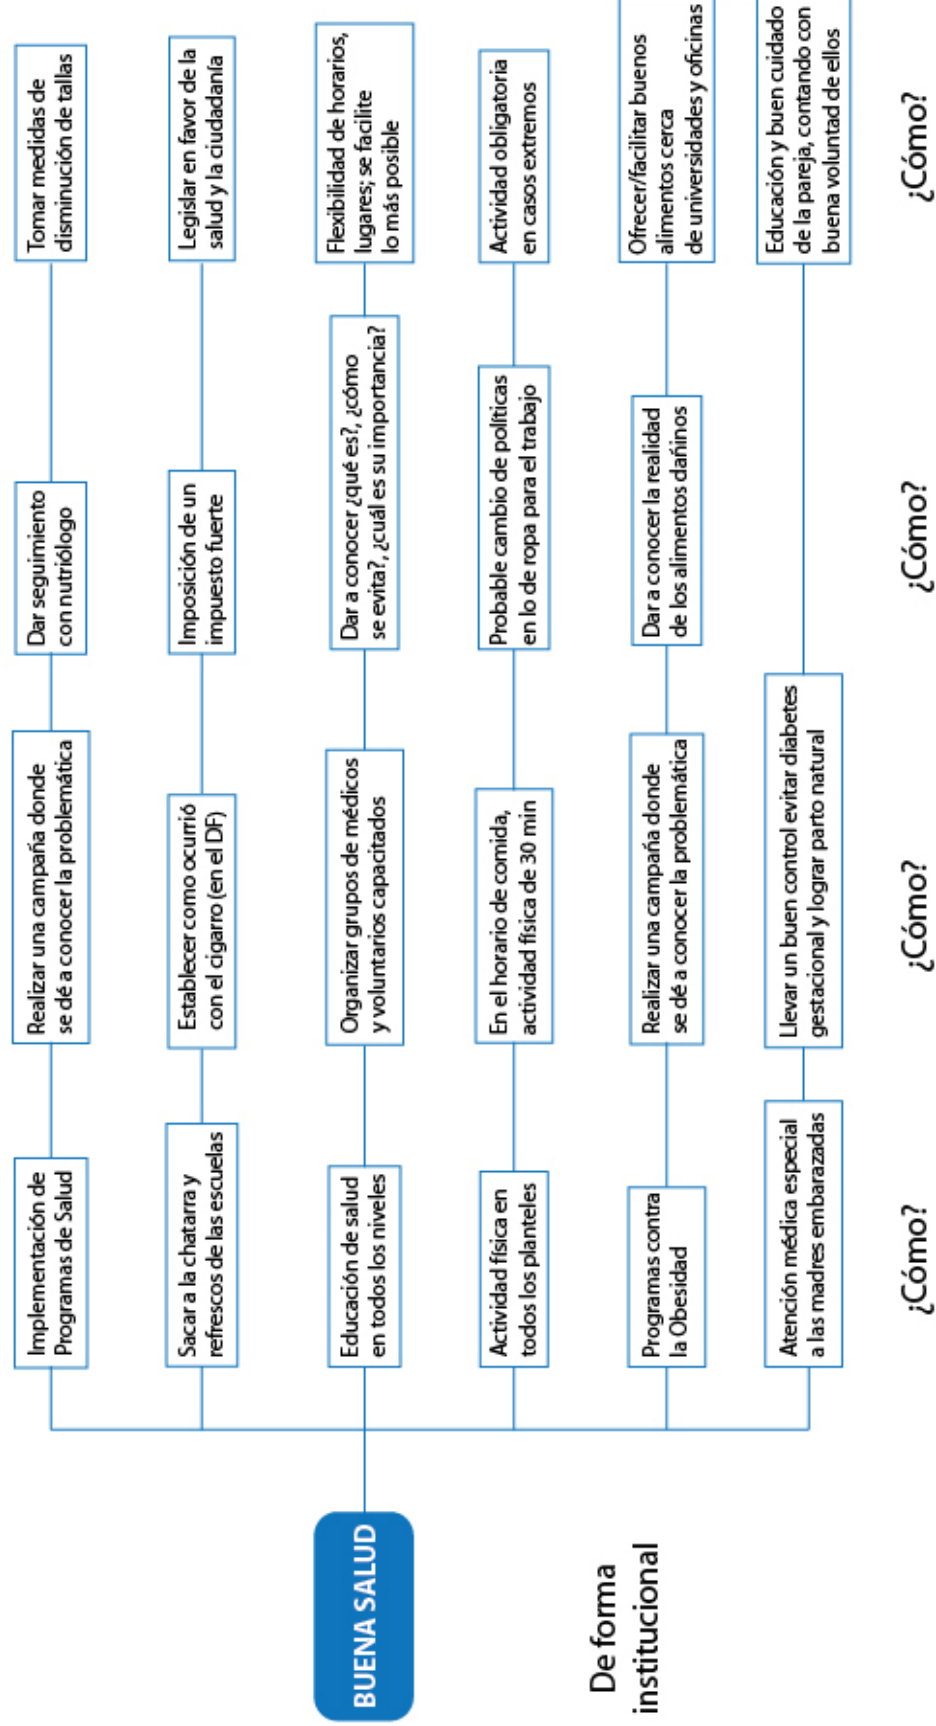 BUENA SALUD
De forma
institucional
Implementación de
Programas de Salud
Realizar una campaña donde
se dé a conocer la problemática
Dar seguimiento
con nutriólogo
Tomar medidas de
disminución de tallas
Sacar a la chatarra y
refrescos de las escuelas
Establecer como ocurrió
con el cigarro (en el DF)
Imposición de un
impuesto fuerte
Legislar en favor de la
salud y la ciudadanía
Educación de salud
en todos los niveles
Organizar grupos de médicos
y voluntarios capacitados
Dar a conocer ¿qué es?, ¿cómo
se evita?, ¿cuál es su importancia?
Flexibilidad de horarios,
lugares; se facilite
lo más posible
Actividad física en
todos los planteles
En el horario de comida,
actividad física de 30 min
Probable cambio de políticas
en lo de ropa para el trabajo
Actividad obligatoria
en casos extremos
Programas contra
la Obesidad
Realizar una campaña donde
se dé a conocer la problemática
Dar a conocer la realidad
de los alimentos dañinos
Ofrecer/facilitar buenos
alimentos cerca
de universidades y oficinas
Atención médica especial
a las madres embarazadas
Llevar un buen control evitar diabetes
gestacional y lograr parto natural
Educación y buen cuidado
de la pareja, contando con
buena voluntad de ellos
¿Cómo?
¿Cómo?
¿Cómo?
¿Cómo?